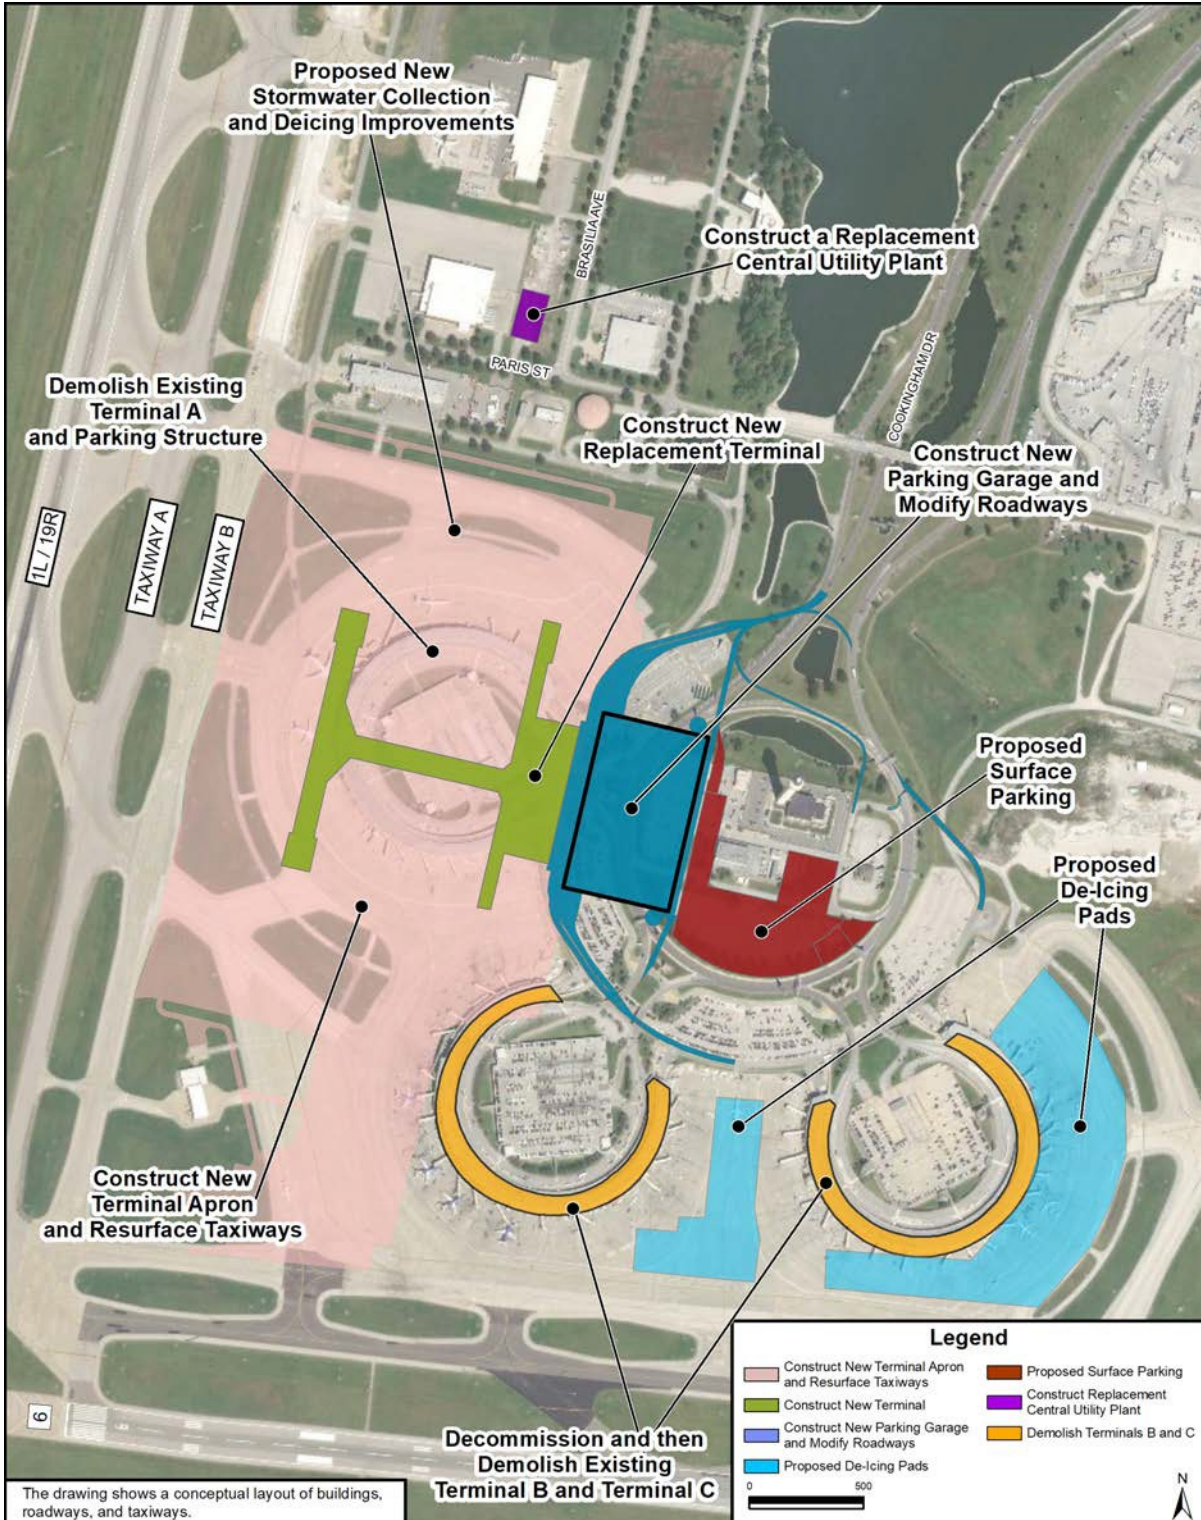 Proposed New
Stormwater Collection
and Deicing Improvements
BRASILIA AVE
Construct a Replacement
Central Utility Plant
PARIS ST
COOKINGHAM DR
Demolish Existing
Terminal A
and Parking Structure
Construct New
Replacement Terminal
Construct New
Parking Garage and
Modify Roadways
1L / 19R
TAXIWAY A
TAXIWAY B
Proposed
Surface
Parking
Proposed
De-Icing
Pads
Construct New
Terminal Apron
and Resurface Taxiways
Decommission and then
Demolish Existing
Terminal B and Terminal C
9
Legend
Construct New Terminal Apron
and Resurface Taxiways
Construct New Terminal
Construct New Parking Garage
and Modify Roadways
Proposed De-Icing Pads
Proposed Surface Parking
Construct Replacement
Central Utility Plant
Demolish Terminals B and C
0 500
N
The drawing shows a conceptual layout of buildings,
roadways, and taxiways.